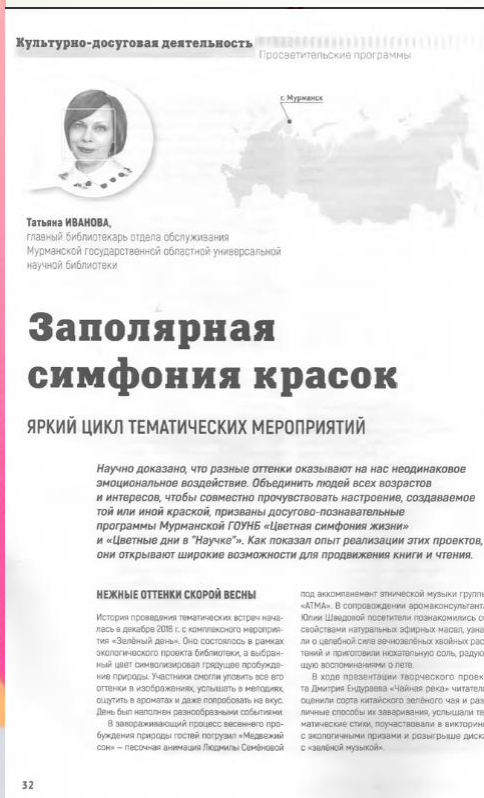 Культурно-досуговая деятельность
Просветительские программы
г. Мурманск
Татьяна ИВАНОВА,
главный библиотекарь отдела обслуживания
Мурманской государственной областной универсальной
научной библиотеки
Заполярная
симфония красок
ЯРКИЙ ЦИКЛ ТЕМАТИЧЕСКИХ МЕРОПРИЯТИЙ
Научно доказано, что разные оттенки оказывают на нас неодинаковое
эмоциональное воздействие. Объединить людей всех возрастов
и интересов, чтобы совместно прочувствовать настроение, создаваемое
той или иной краской, призваны досугово-познавательные
программы Мурманской ГОУНБ «Цветная симфония жизни»
и «Цветные дни в "Научке"». Как показал опыт реализации этих проектов,
они открывают широкие возможности для продвижения книги и чтения.
НЕЖНЫЕ ОТТЕНКИ СКОРОЙ ВЕСНЫ
История проведения тематических встреч нача-
лась в декабре 2018 г. с комплексного мероприя-
тия «Зелёный день». Оно состоялось в рамках
экологического проекта библиотеки, а выбран-
ный цвет символизировал грядущее пробужде-
ние природы. Участники смогли уловить все его
оттенки в изображениях, услышать в мелодиях,
ощутить в ароматах и даже попробовать на вкус.
День был наполнен разнообразными событиями.
В завораживающий процесс весеннего про-
буждения природы гостей погрузил «Медвежий
сон» — песочная анимация Людмилы Семёновой
под аккомпанемент этнической музыки группы
«АТМА». В сопровождении аромаконсультанта
Юлии Шведовой посетители познакомились со
свойствами натуральных эфирных масел, узна-
ли о целебной силе вечнозелёных хвойных рас-
тений и приготовили нюхательную соль, радую-
щую воспоминаниями о лете.
В ходе презентации творческого проек-
та Дмитрия Ендураева «Чайная река» читатели
оценили сорта китайского зелёного чая и раз-
личные способы их заваривания, услышали те-
матические стихи, поучаствовали в викторине
с экологичными призами и розыгрыше диска
с «зелёной музыкой».
32